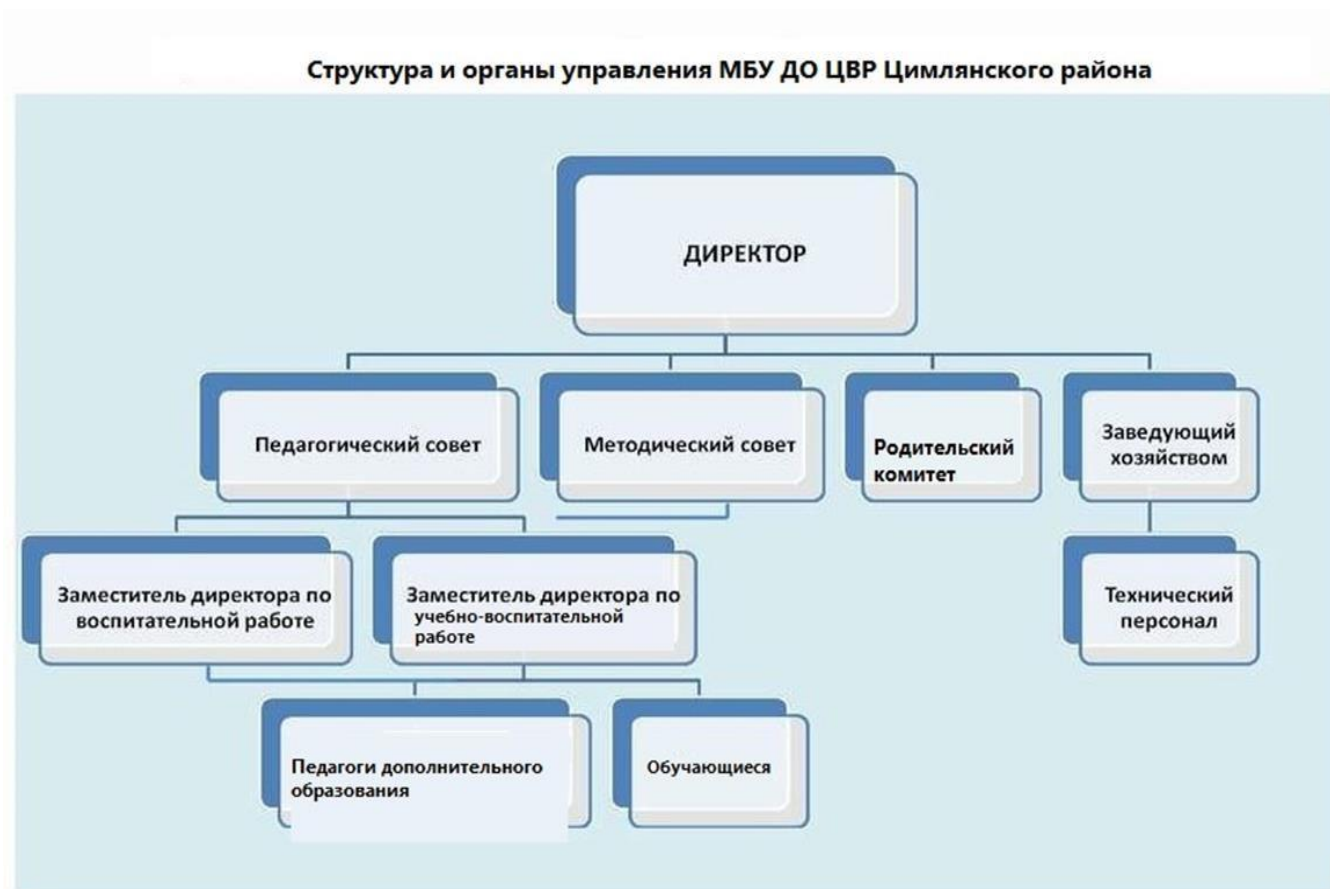 Структура и органы управления МБУ ДО ЦВР Цимлянского района
ДИРЕКТОР
Педагогический совет
Методический совет
Родительский
комитет
Заведующий
хозяйством
Заместитель директора по
воспитательной работе
Заместитель директора по
учебно-воспитательной
работе
Технический
персонал
Педагоги дополнительного
образования
Обучающиеся